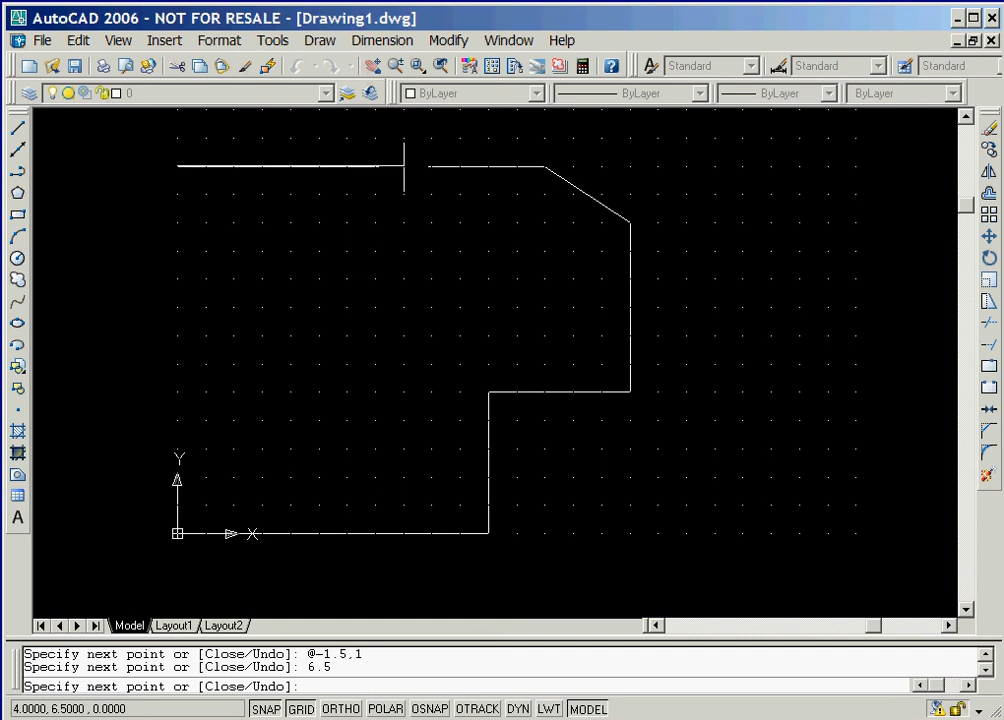 AutoCAD 2006 - NOT FOR RESALE - [Drawing1.dwg]
File Edit View Insert Format Tools Draw Dimension Modify Window Help
Standard Standard Standard
0 ByLayer ByLayer ByLayer ByLayer
A
Y
X
Model Layout1 Layout2
Specify next point or [Close/Undo]: @-1.5,1
Specify next point or [Close/Undo]: 6.5
Specify next point or [Close/Undo]:
4.0000, 6.5000 , 0.0000 SNAP GRID ORTHO POLAR OSNAP OTRACK DYN LWT MODEL